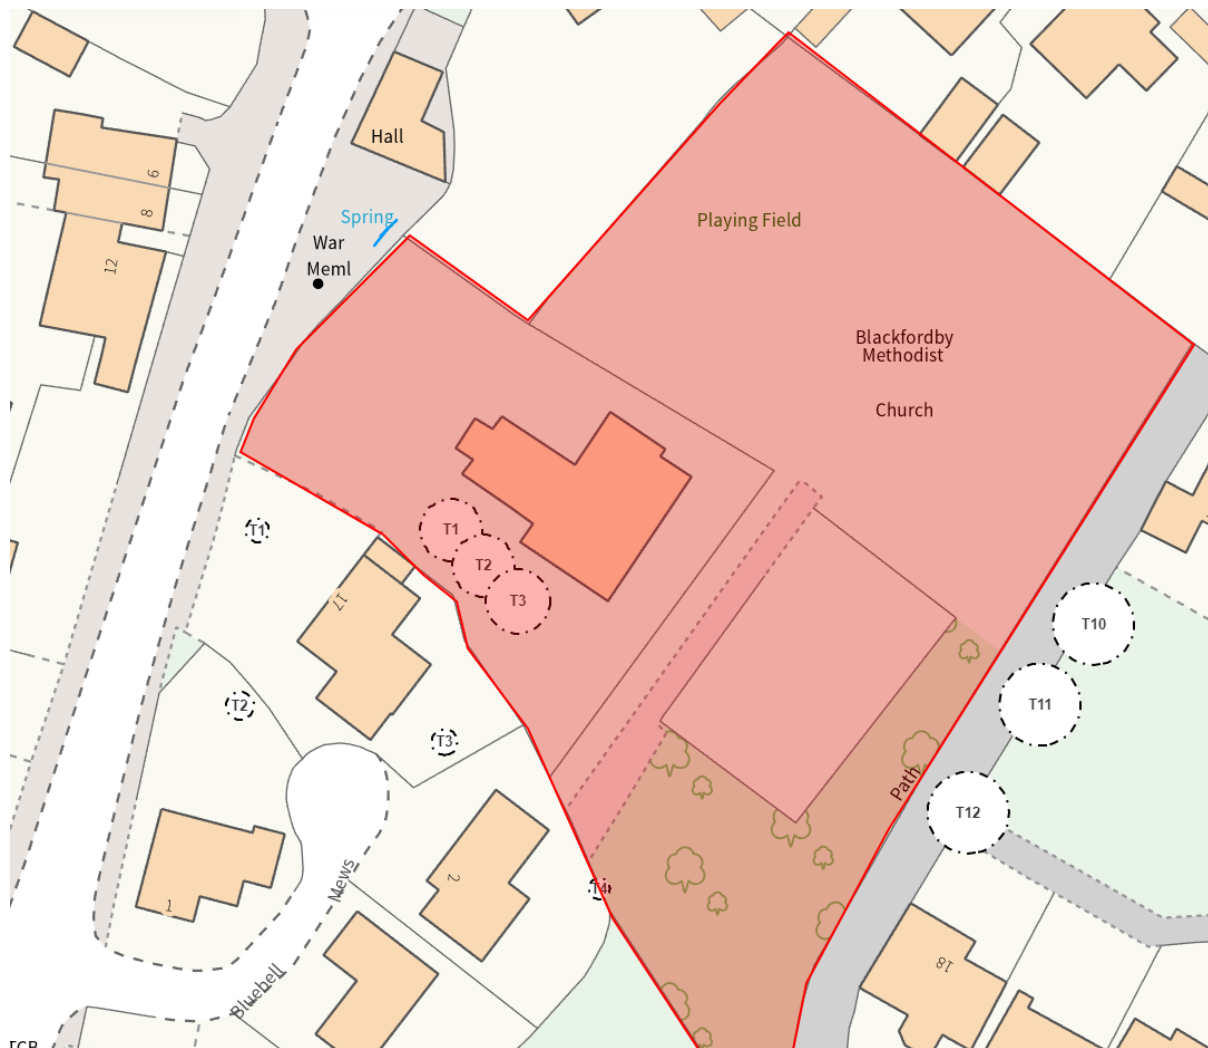 Hall
6
8
12
Spring
War
Meml
Playing Field
Blackfordby
Methodist
Church
T1
T2
T3
T1
17
T2
T3
T10
T11
Path
T12
T4
2
1
Mews
Bluebell
18
TCB